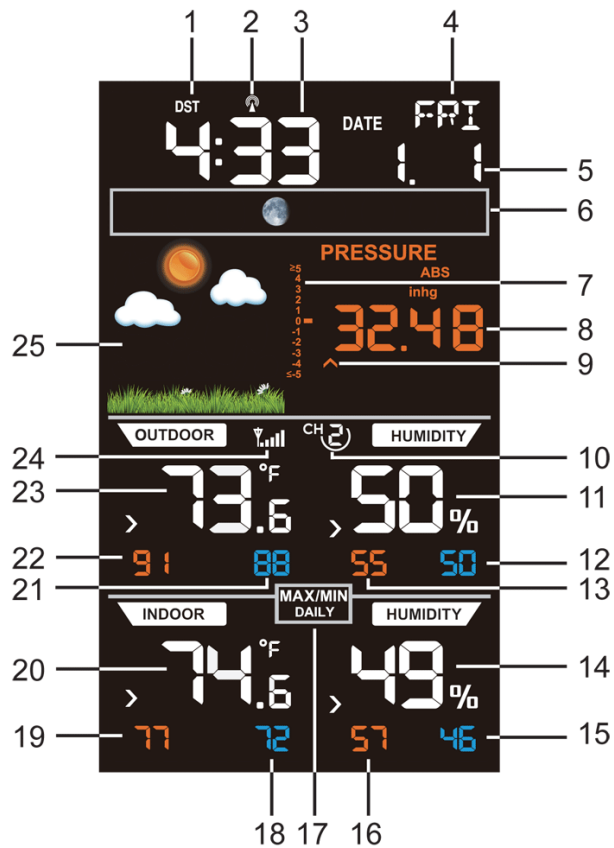 1 2 3 4
DST FRI
4:33 DATE 1. 1 5
6
PRESSURE
ABS
inhg
≥5
4
3
2
1
0
-1
-2
-3
-4
≤-5
7
32.48 8
9
25
OUTDOOR CH 2 HUMIDITY
24 10
23 73.6 °F 50% 11
22 91 88 55 50 12
21 13
MAX/MIN
DAILY
INDOOR HUMIDITY
20 74.6 °F 49% 14
19 77 72 57 46 15
18 17 16